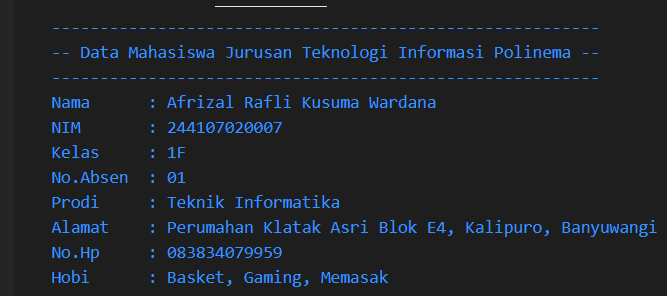 ---------------------------------------------------------
-- Data Mahasiswa Jurusan Teknologi Informasi Polinema --
---------------------------------------------------------
Nama      : Afrizal Rafli Kusuma Wardana
NIM       : 244107020007
Kelas     : 1F
No.Absen  : 01
Prodi     : Teknik Informatika
Alamat    : Perumahan Klatak Asri Blok E4, Kalipuro, Banyuwangi
No.Hp     : 083834079959
Hobi      : Basket, Gaming, Memasak